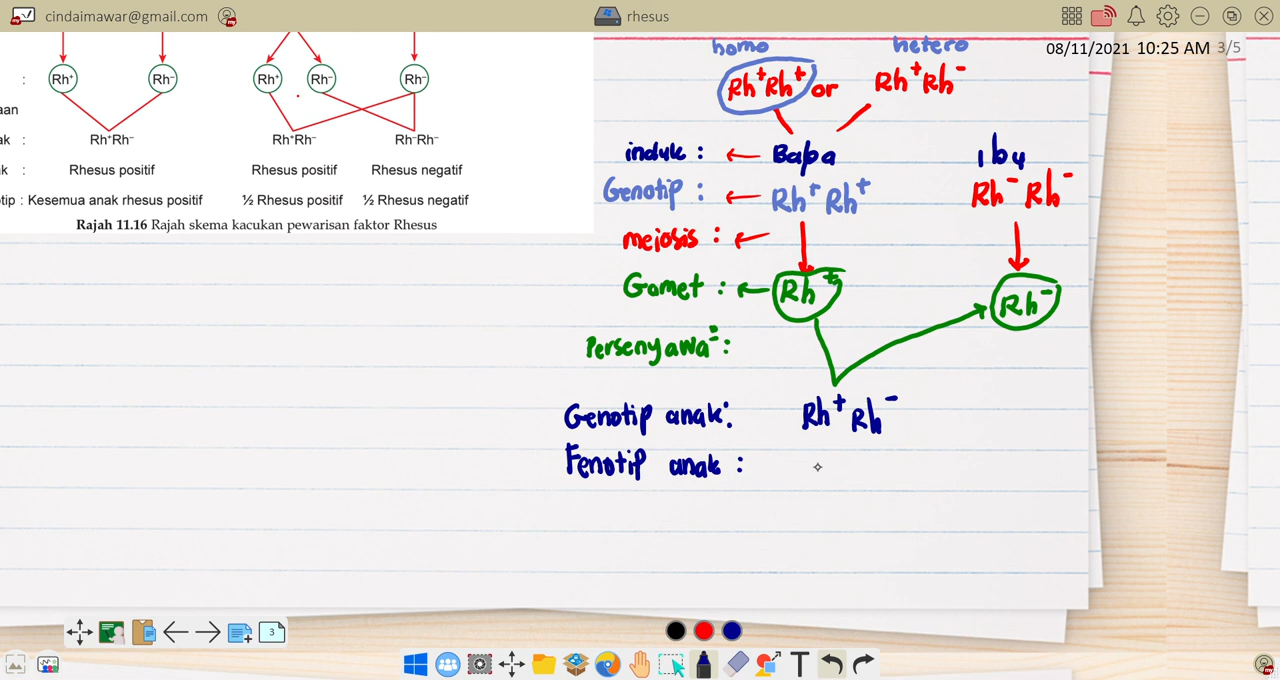 cindaimawar@gmail.com
rhesus
08/11/2021 10:25 AM 3/5
: Rh⁺ Rh⁻ Rh⁺ Rh⁻ Rh⁻
aan
ak : Rh⁺Rh⁻ Rh⁺Rh⁻ Rh⁻Rh⁻
k : Rhesus positif Rhesus positif Rhesus negatif
tip : Kesemua anak rhesus positif ½ Rhesus positif ½ Rhesus negatif
Rajah 11.16 Rajah skema kacukan pewarisan faktor Rhesus
homo hetero
Rh⁺Rh⁺ or Rh⁺Rh⁻
induk : Bapa ibu
Genotip : Rh⁺ Rh⁺ Rh⁻ Rh⁻
meiosis :
Gamet : Rh⁺ Rh⁻
Persenyawa⁼ :
Genotip anak : Rh⁺ Rh⁻
Fenotip anak :
3
T